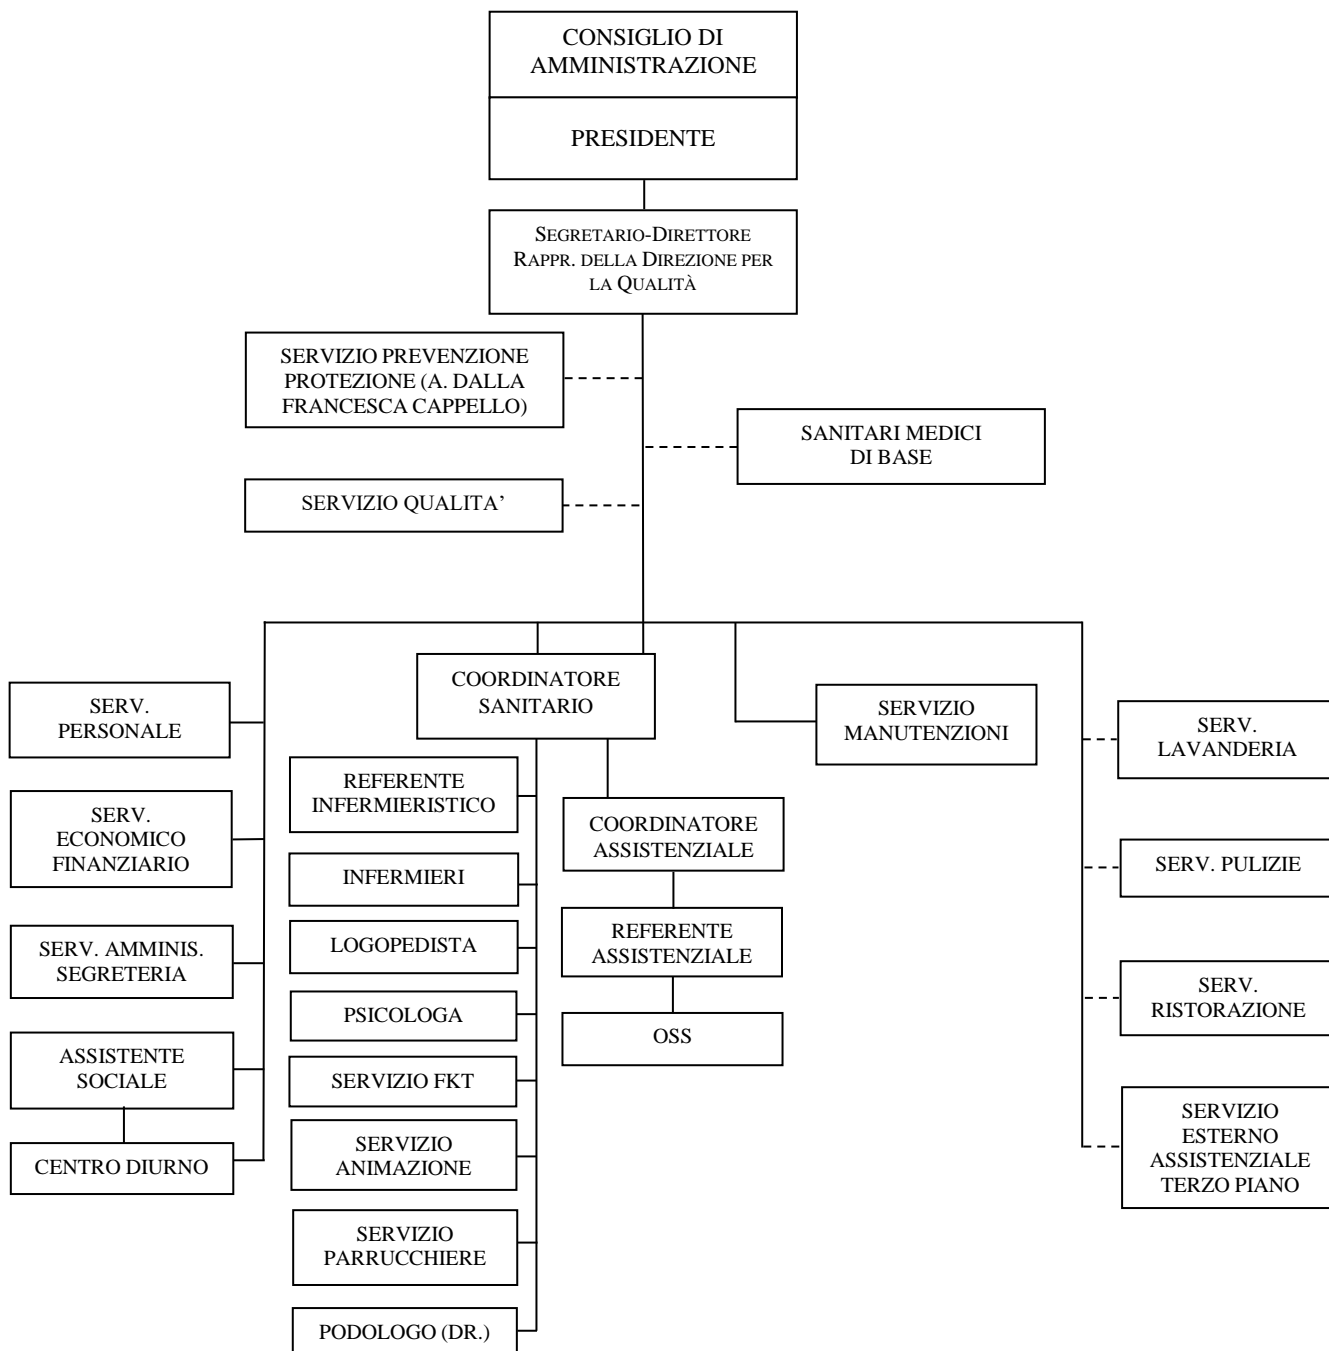 CONSIGLIO DI
AMMINISTRAZIONE
PRESIDENTE
SEGRETARIO-DIRETTORE
RAPPR. DELLA DIREZIONE PER
LA QUALITÀ
SERVIZIO PREVENZIONE
PROTEZIONE (A. DALLA
FRANCESCA CAPPELLO)
SANITARI MEDICI
DI BASE
SERVIZIO QUALITA’
COORDINATORE
SANITARIO
SERV.
PERSONALE
SERV.
ECONOMICO
FINANZIARIO
SERV. AMMINIS.
SEGRETERIA
ASSISTENTE
SOCIALE
CENTRO DIURNO
REFERENTE
INFERMIERISTICO
INFERMIERI
LOGOPEDISTA
PSICOLOGA
SERVIZIO FKT
SERVIZIO
ANIMAZIONE
SERVIZIO
PARRUCCHIERE
PODOLOGO (DR.)
COORDINATORE
ASSISTENZIALE
REFERENTE
ASSISTENZIALE
OSS
SERVIZIO
MANUTENZIONI
SERV.
LAVANDERIA
SERV. PULIZIE
SERV.
RISTORAZIONE
SERVIZIO
ESTERNO
ASSISTENZIALE
TERZO PIANO